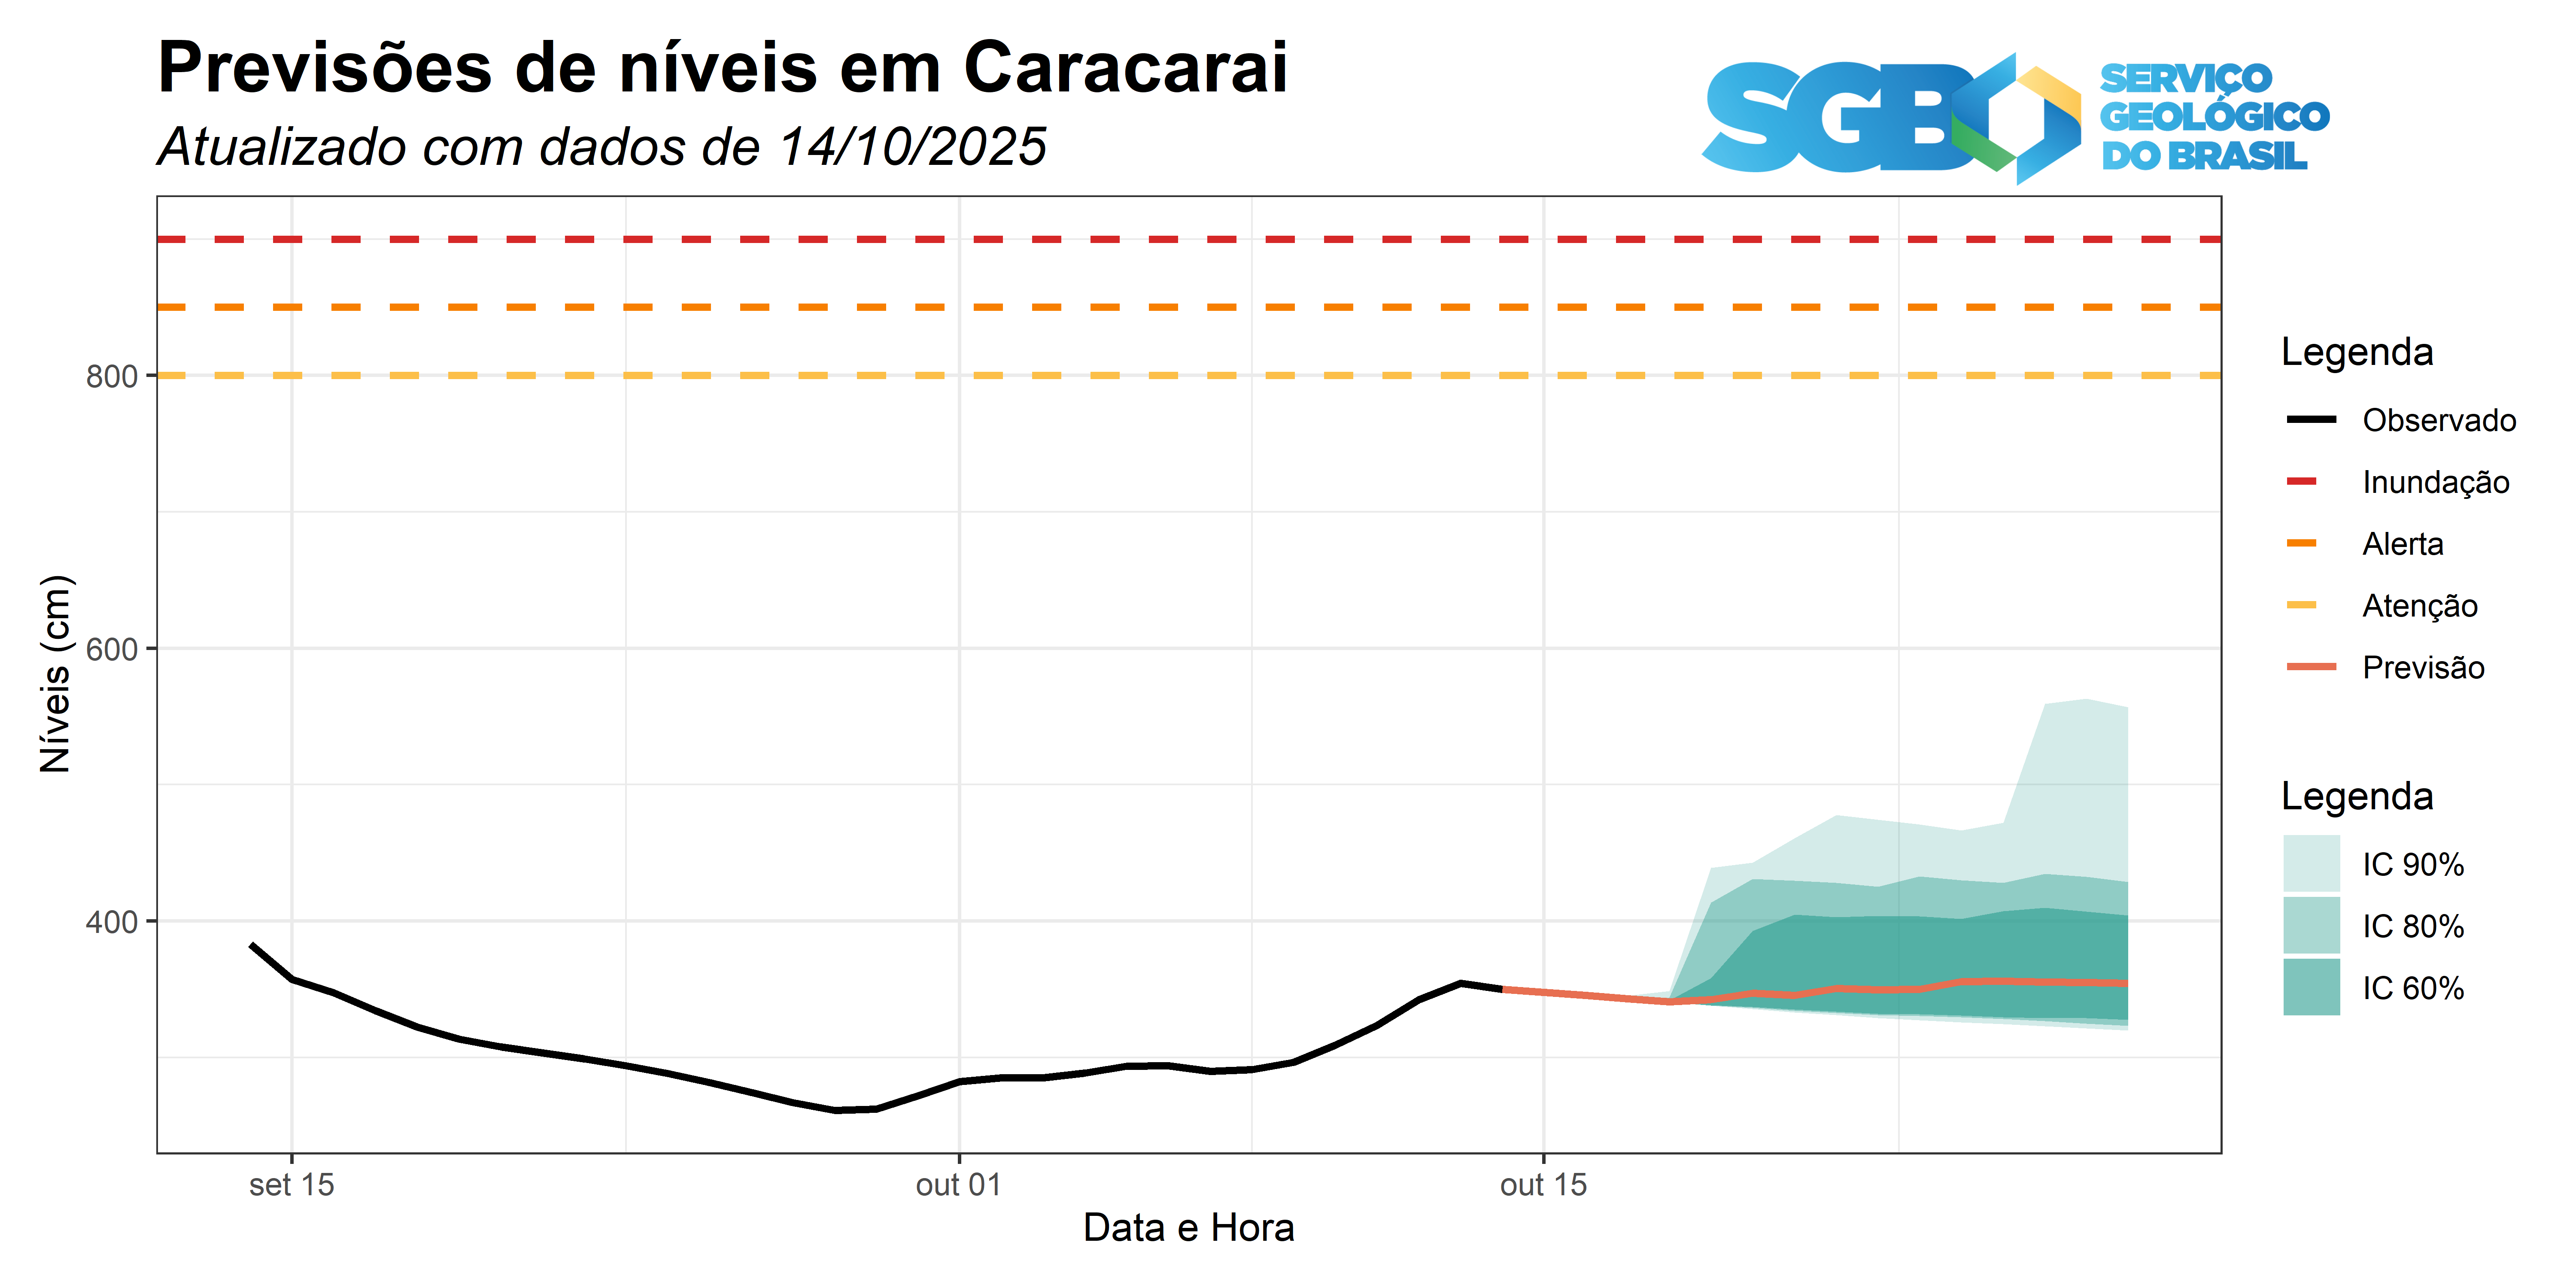 Previsões de níveis em Caracarai
Atualizado com dados de 14/10/2025
SGB
SERVIÇO
GEOLÓGICO
DO BRASIL
Níveis (cm)
800
600
400
set 15
out 01
out 15
Data e Hora
Legenda
Observado
Inundação
Alerta
Atenção
Previsão
Legenda
IC 90%
IC 80%
IC 60%